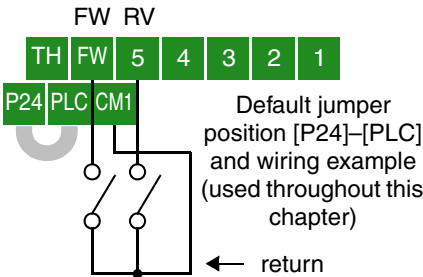 FW RV
TH FW 5 4 3 2 1
P24 PLC CM1
Default jumper
position [P24]–[PLC]
and wiring example
(used throughout this
chapter)
return